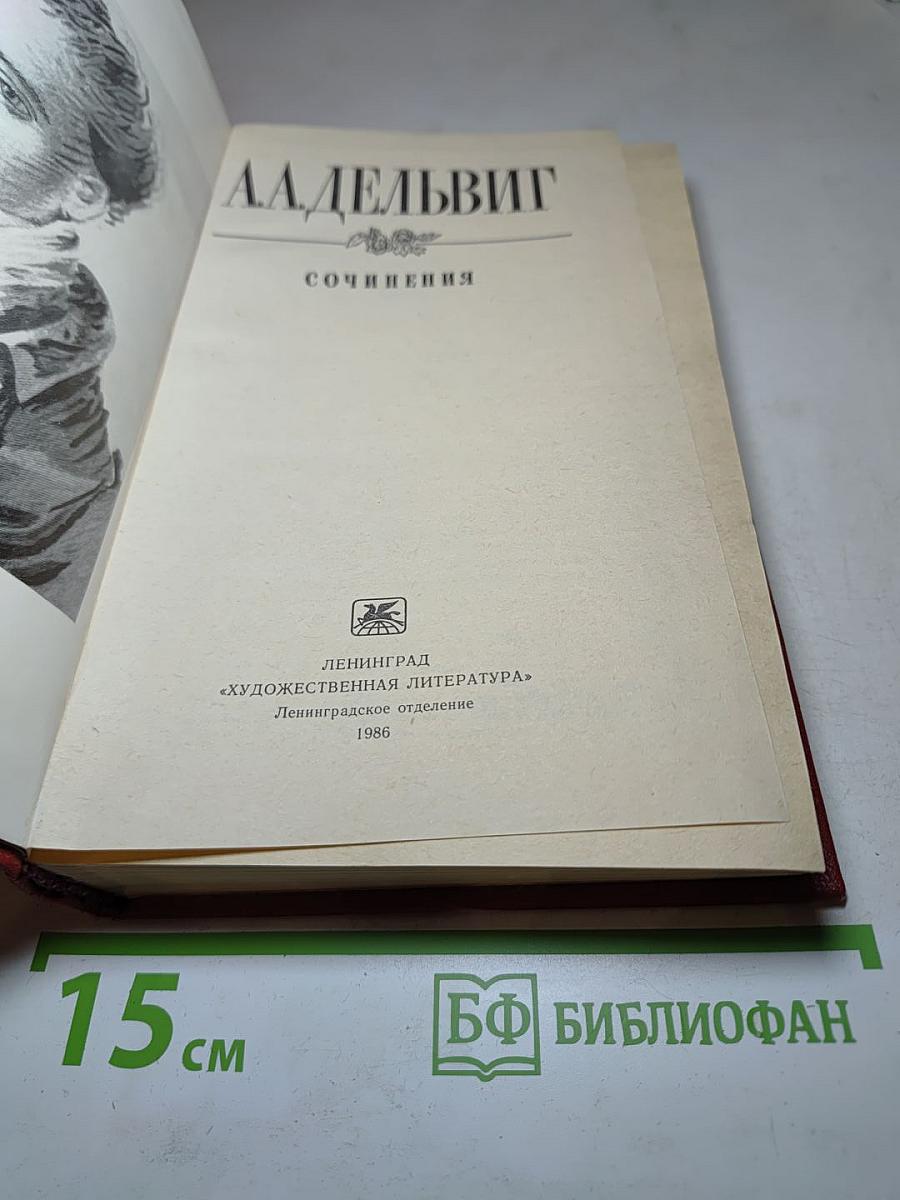 А.А.ДЕЛЬВИГ
СОЧИНЕНИЯ
ЛЕНИНГРАД
«ХУДОЖЕСТВЕННАЯ ЛИТЕРАТУРА»
Ленинградское отделение
1986
15 см
БФ БИБЛИОФАН